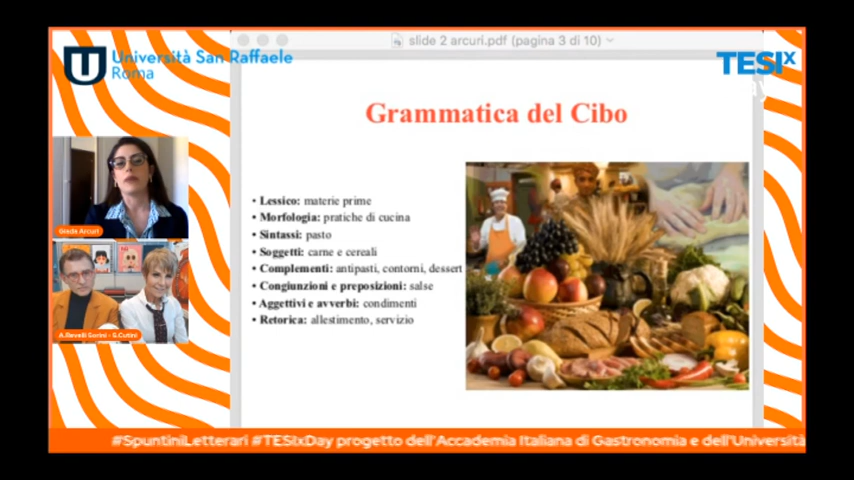 slide 2 arcuri.pdf (pagina 3 di 10)
Università San Raffaele
Roma
TESIx
Grammatica del Cibo
• Lessico: materie prime
• Morfologia: pratiche di cucina
• Sintassi: pasto
• Soggetti: carne e cereali
• Complementi: antipasti, contorni, dessert
• Congiunzioni e preposizioni: salse
• Aggettivi e avverbi: condimenti
• Retorica: allestimento, servizio
Giada Arcuri
A.Revelli Sorini - S.Cutini
#SpuntiniLetterari #TESIxDay progetto dell'Accademia Italiana di Gastronomia e dell'Università